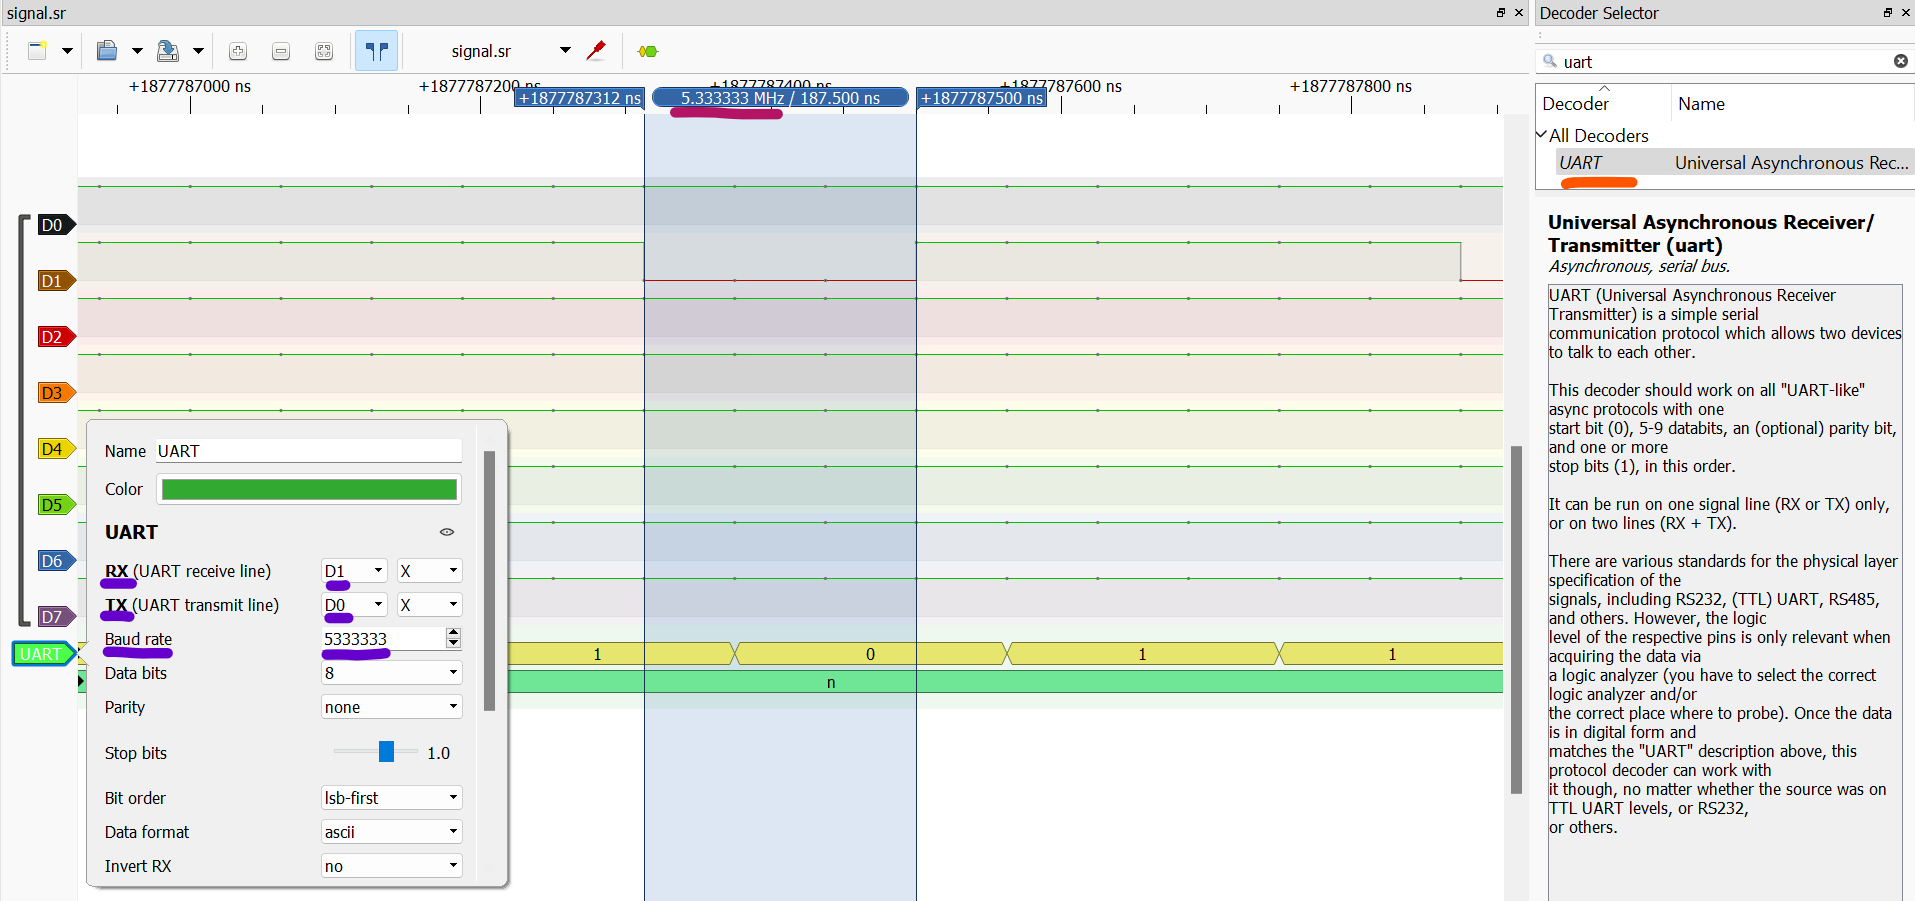 signal.sr
Decoder Selector
signal.sr
uart
+1877787000 ns
+1877787200 ns
+1877787400 ns
+1877787600 ns
+1877787800 ns
+1877787312 ns
5.333333 MHz / 187.500 ns
+1877787500 ns
Decoder
Name
All Decoders
UART
Universal Asynchronous Rec...
D0
D1
D2
D3
D4
D5
D6
D7
UART
Name
UART
Color
UART
RX (UART receive line)
D1
X
TX (UART transmit line)
D0
X
Baud rate
5333333
Data bits
8
Parity
none
Stop bits
1.0
Bit order
lsb-first
Data format
ascii
Invert RX
no
1
0
1
1
n
Universal Asynchronous Receiver/
Transmitter (uart)
Asynchronous, serial bus.
UART (Universal Asynchronous Receiver
Transmitter) is a simple serial
communication protocol which allows two devices
to talk to each other.
This decoder should work on all "UART-like"
async protocols with one
start bit (0), 5-9 databits, an (optional) parity bit,
and one or more
stop bits (1), in this order.
It can be run on one signal line (RX or TX) only,
or on two lines (RX + TX).
There are various standards for the physical layer
specification of the
signals, including RS232, (TTL) UART, RS485,
and others. However, the logic
level of the respective pins is only relevant when
acquiring the data via
a logic analyzer (you have to select the correct
logic analyzer and/or
the correct place where to probe). Once the data
is in digital form and
matches the "UART" description above, this
protocol decoder can work with
it though, no matter whether the source was on
TTL UART levels, or RS232,
or others.